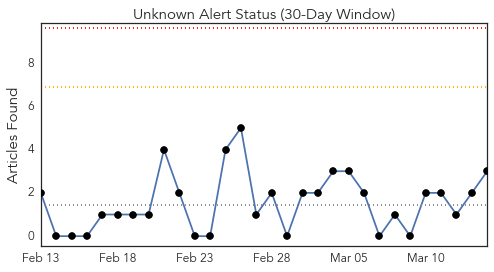 Unknown Alert Status (30-Day Window)
Articles Found
8
6
4
2
0
Feb 13
Feb 18
Feb 23
Feb 28
Mar 05
Mar 10